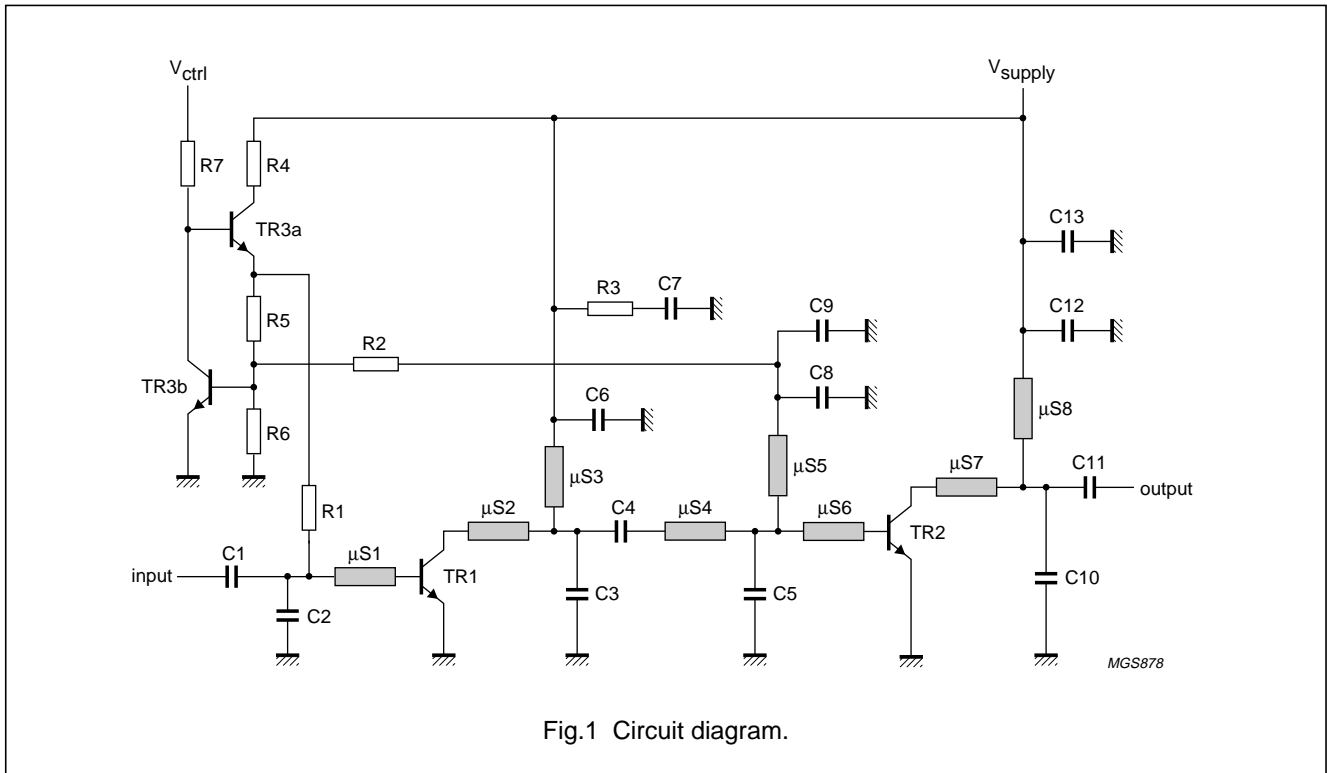 Vctrl
Vsupply
R7
R4
TR3a
C13
R3
C7
R5
C9
C12
R2
TR3b
C8
C6
R6
μS8
μS3
μS5
μS7
C11
output
R1
μS2
C4
μS4
μS6
C1
μS1
TR2
input
TR1
C10
C3
C5
C2
MGS878
Fig.1 Circuit diagram.